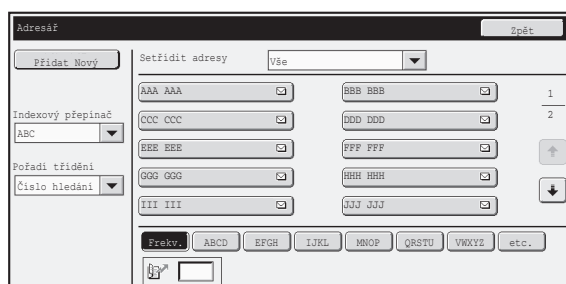 Adresář
Zpět
Přidat Nový
Setřídit adresy
Vše
Indexový přepínač
ABC
Pořadí třídění
Číslo hledání
AAA AAA
BBB BBB
CCC CCC
DDD DDD
EEE EEE
FFF FFF
GGG GGG
HHH HHH
III III
JJJ JJJ
1
2
Frekv.
ABCD
EFGH
IJKL
MNOP
QRSTU
VWXYZ
etc.